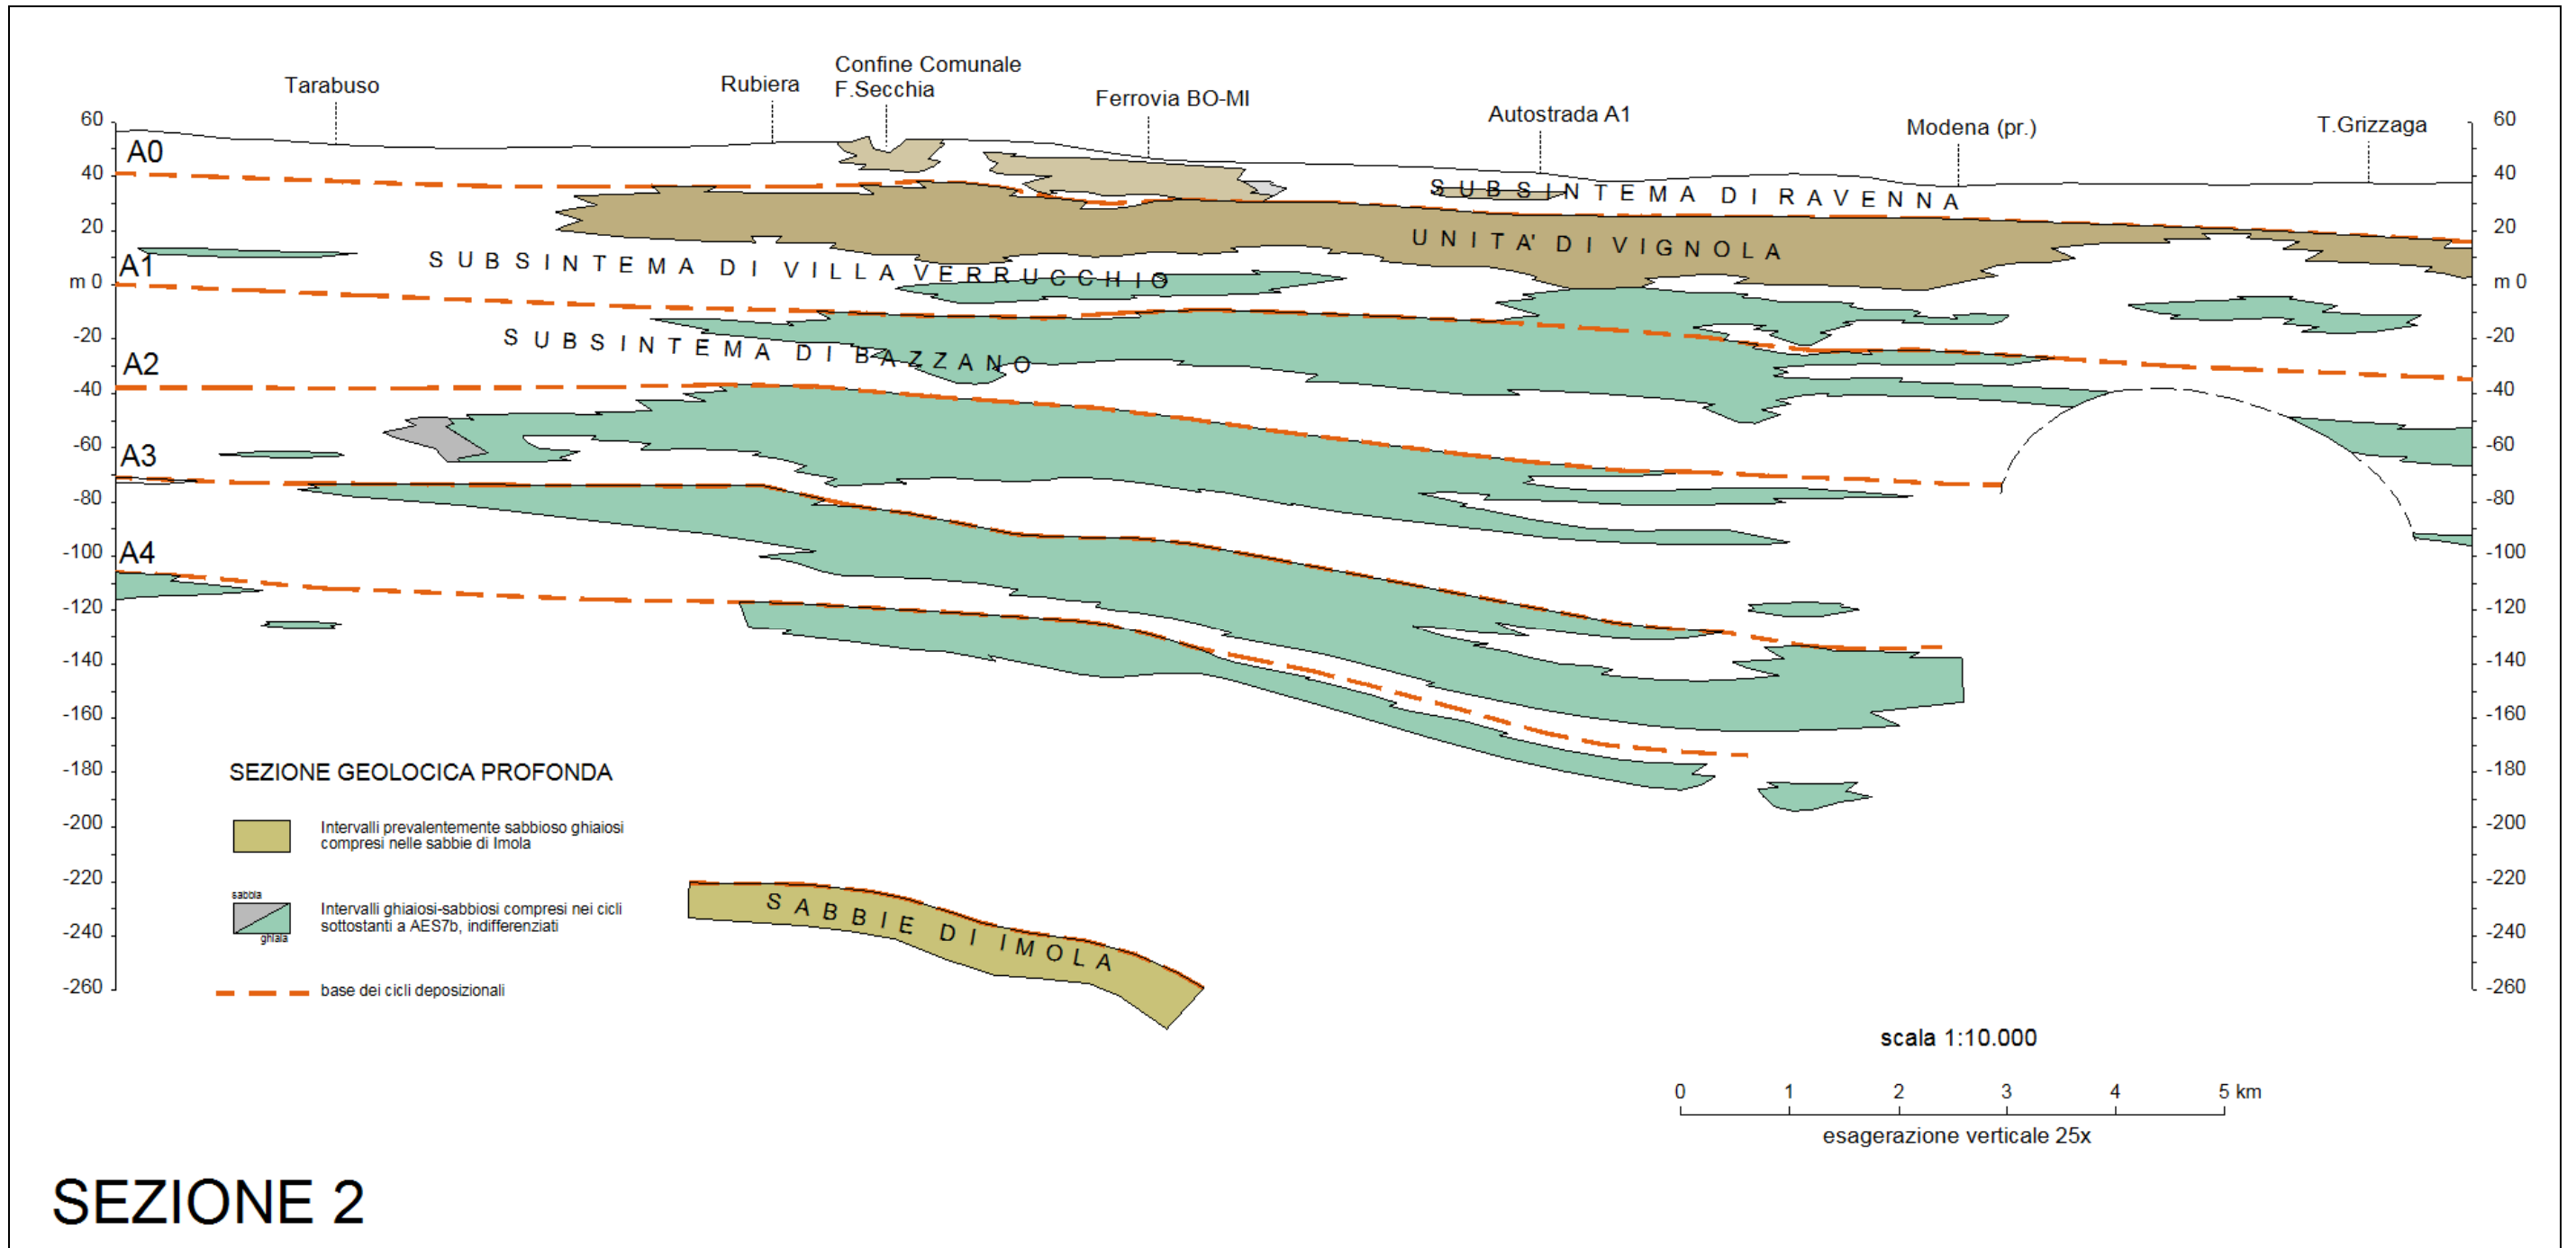 Confine Comunale
F.Secchia
Tarabuso
Rubiera
Ferrovia BO-MI
Autostrada A1
Modena (pr.)
T.Grizzaga
60
40
20
m 0
-20
-40
-60
-80
-100
-120
-140
-160
-180
-200
-220
-240
-260
A0
A1
A2
A3
A4
SUBSINTEMA DI RAVENNA
UNITA' DI VIGNOLA
SUBSINTEMA DI VILLA VERRUCCHIO
SUBSINTEMA DI BAZZANO
SABBIE DI IMOLA
60
40
20
m 0
-20
-40
-60
-80
-100
-120
-140
-160
-180
-200
-220
-240
-260
SEZIONE GEOLOCICA PROFONDA
Intervalli prevalentemente sabbioso ghiaiosi
compresi nelle sabbie di Imola
sabbia
ghiaia
Intervalli ghiaiosi-sabbiosi compresi nei cicli
sottostanti a AES7b, indifferenziati
base dei cicli deposizionali
scala 1:10.000
0 1 2 3 4 5 km
esagerazione verticale 25x
SEZIONE 2